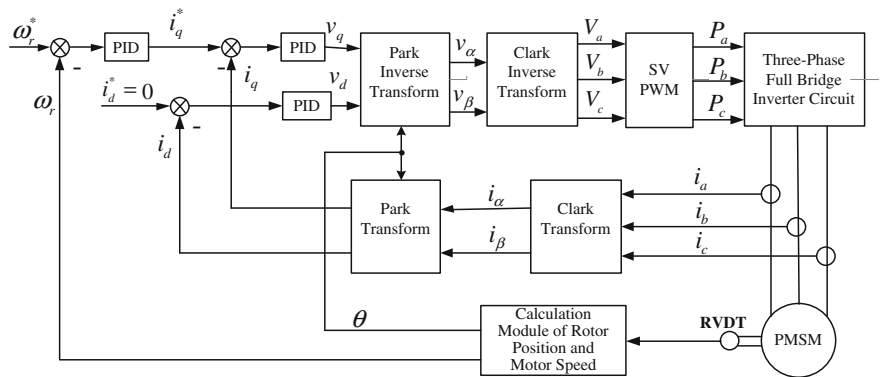 ω_r^*
PID
i_q^*
PID
v_q
Park
Inverse
Transform
v_α
v_β
Clark
Inverse
Transform
V_a
V_b
V_c
SV
PWM
P_a
P_b
P_c
Three-Phase
Full Bridge
Inverter Circuit
-
-
i_q
ω_r
i_d^* = 0
-
i_d
PID
v_d
Park
Transform
i_α
i_β
Clark
Transform
i_a
i_b
i_c
θ
Calculation
Module of Rotor
Position and
Motor Speed
RVDT
PMSM